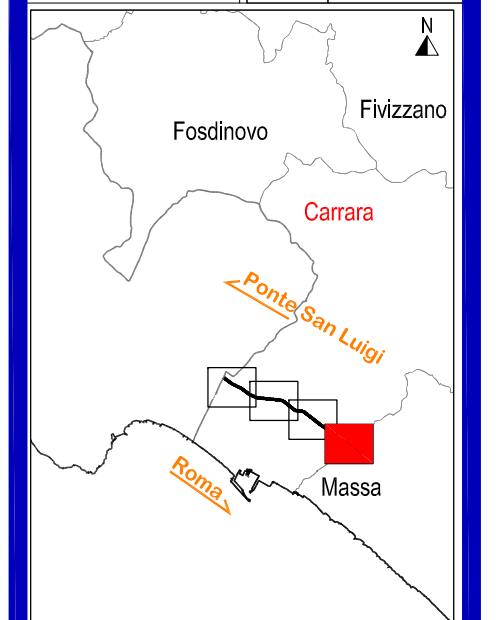 N
Fivizzano
Fosdinovo
Carrara
Ponte San Luigi
Roma
Massa